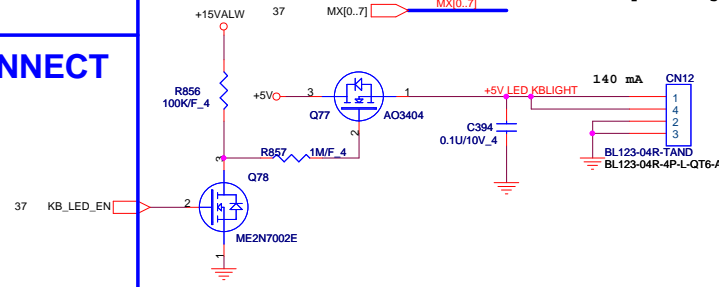 +15VALW
37
MX[0..7]
MX[0..7]
NNECT
R856
100K/F_4
+5V
3
1
+5V_LED_KBLIGHT
140 mA
CN12
Q77
AO3404
2
C394
0.1U/10V_4
1
4
2
3
R857
1M/F_4
3
BL123-04R-TAND
BL123-04R-4P-L-QT6-A
Q78
37
KB_LED_EN
2
ME2N7002E
1